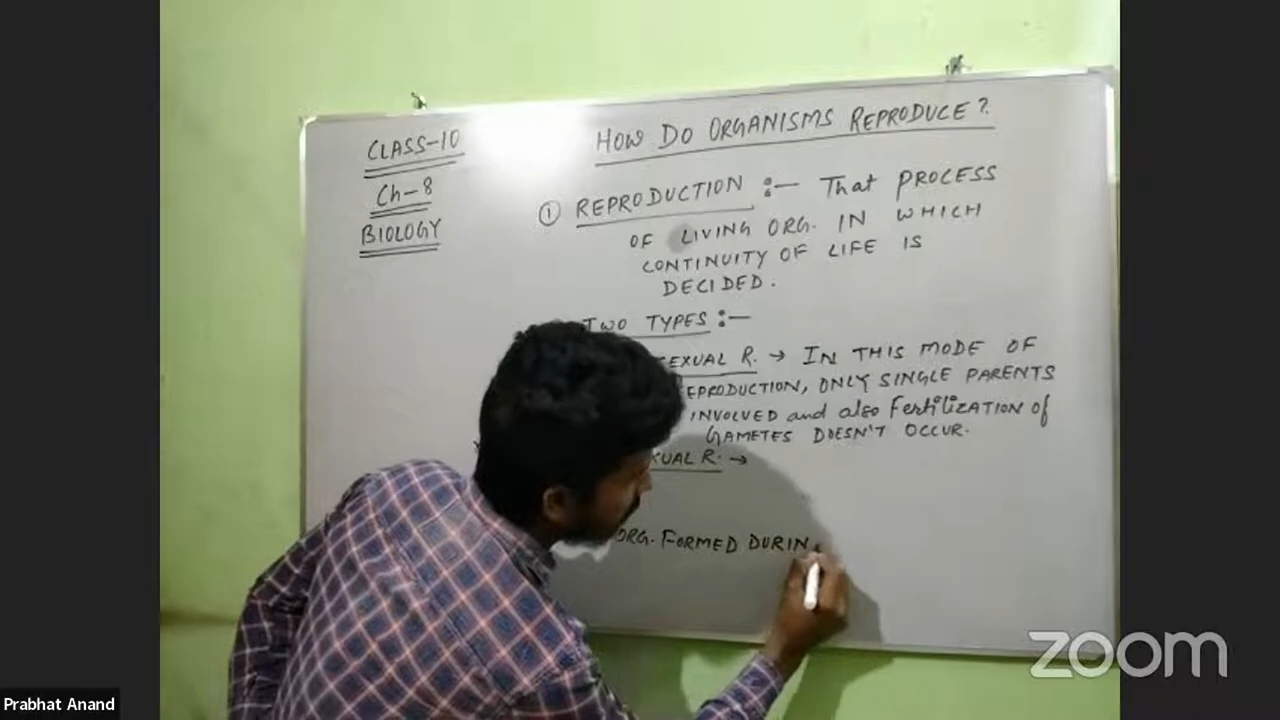 CLASS-10
Ch-8
BIOLOGY
HOW DO ORGANISMS REPRODUCE?
① REPRODUCTION :— That PROCESS
OF LIVING ORG. IN WHICH
CONTINUITY OF LIFE IS
DECIDED.
TWO TYPES :—
SEXUAL R. → IN THIS MODE OF
EPRODUCTION, ONLY SINGLE PARENTS
INVOLVED and also Fertilization of
GAMETES DOESN'T OCCUR.
XUAL R. →
ORG. FORMED DURIN
zoom
Prabhat Anand